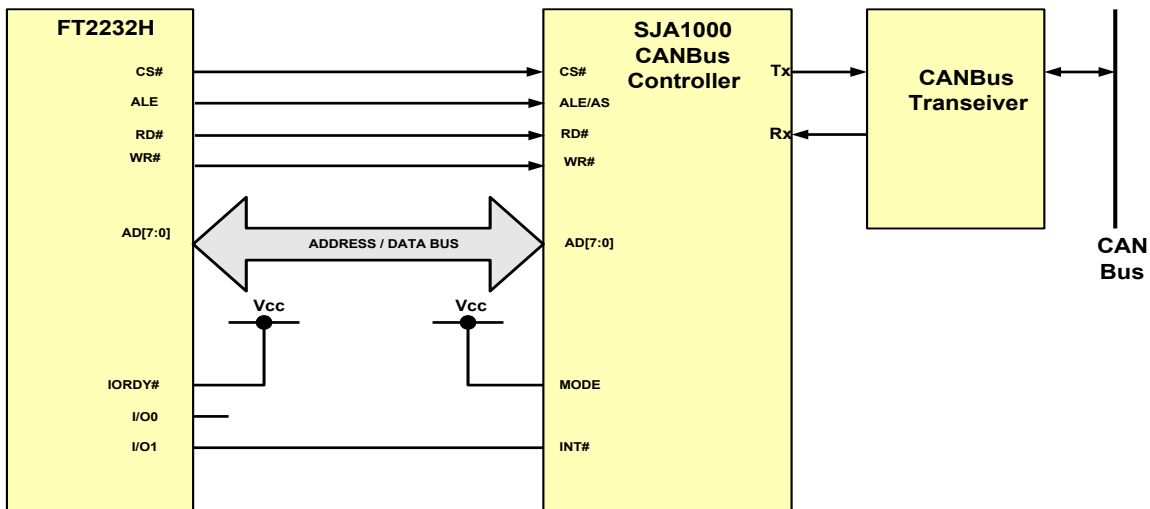 FT2232H
CS#
ALE
RD#
WR#
AD[7:0]
IORDY#
I/O0
I/O1
ADDRESS / DATA BUS
Vcc
Vcc
SJA1000
CANBus
Controller
CS#
ALE/AS
RD#
WR#
AD[7:0]
MODE
INT#
Tx
Rx
CANBus
Transeiver
CAN
Bus